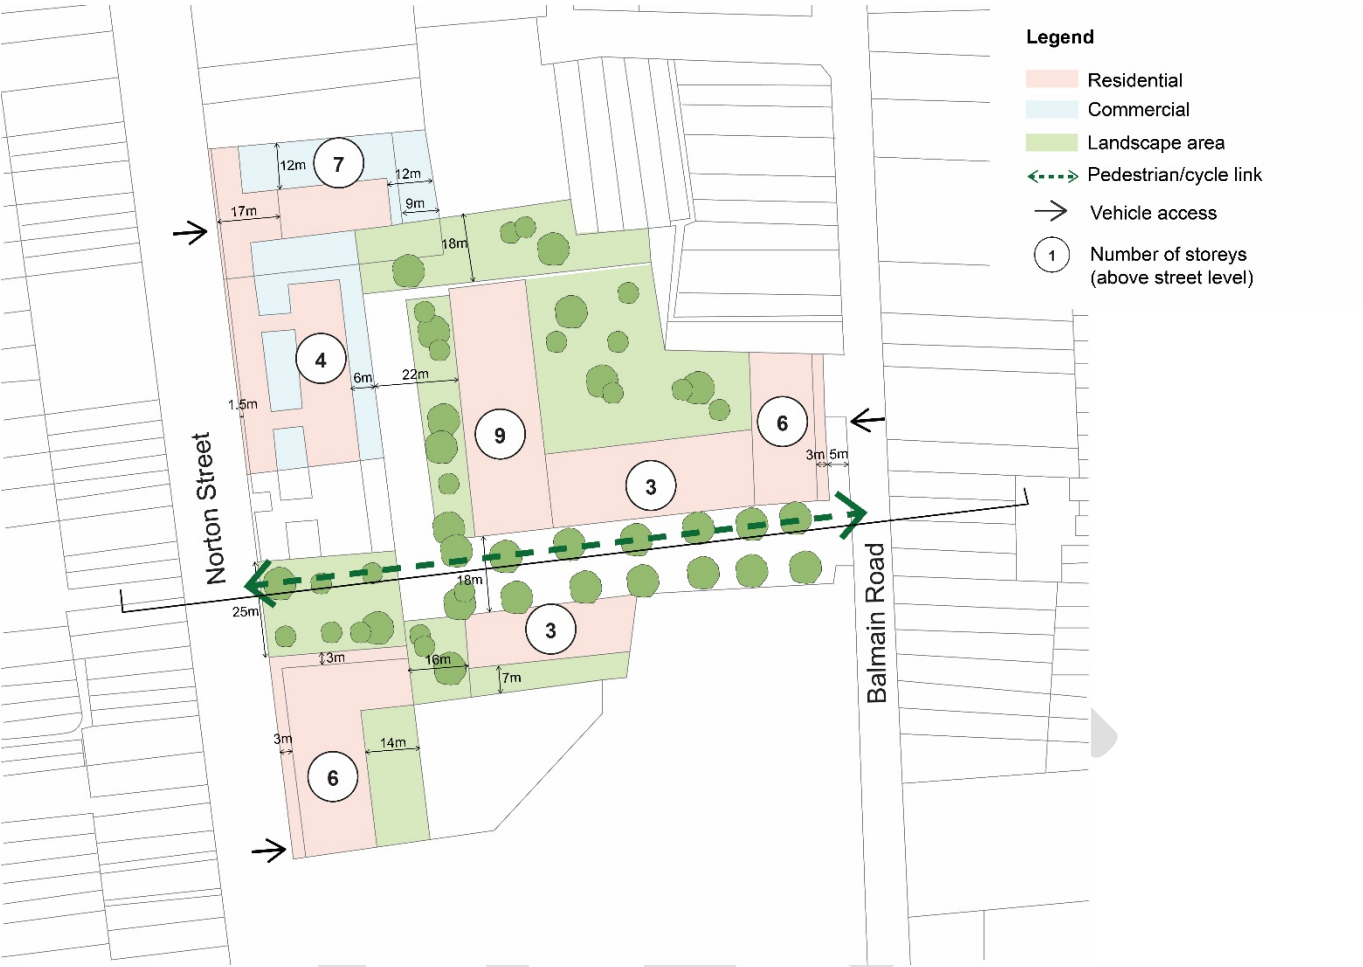 Legend
Residential
Commercial
Landscape area
Pedestrian/cycle link
Vehicle access
1
Number of storeys
(above street level)
7
12m
12m
17m
9m
18m
4
6m
22m
1.5m
9
6
3m
5m
3
Norton Street
18m
25m
Balmain Road
3
3m
16m
7m
3m
14m
6